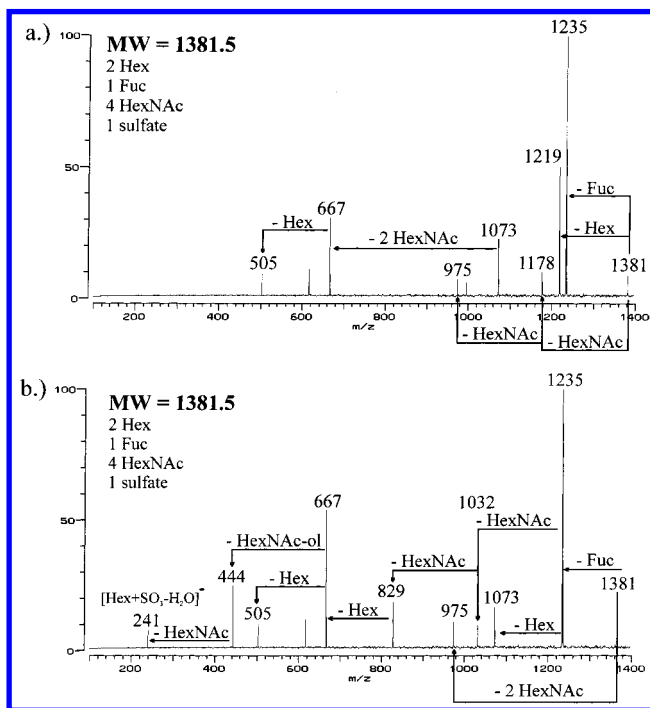 a.)
MW = 1381.5
2 Hex
1 Fuc
4 HexNAc
1 sulfate
100
50
0
1235
1219
- Fuc
- Hex
667
- Hex
1073
- 2 HexNAc
505
975
1178
1381
200 400 600 800 1000 1200 1400
m/z
- HexNAc
- HexNAc
b.)
MW = 1381.5
2 Hex
1 Fuc
4 HexNAc
1 sulfate
100
50
0
1235
667
1032
- HexNAc
- HexNAc-ol
- HexNAc
- Fuc
444
- Hex
829
1381
[Hex+SO₃-H₂O]⁻
505
- Hex
975
1073
241
- HexNAc
- Hex
200 400 600 800 1000 1200 1400
m/z
- 2 HexNAc